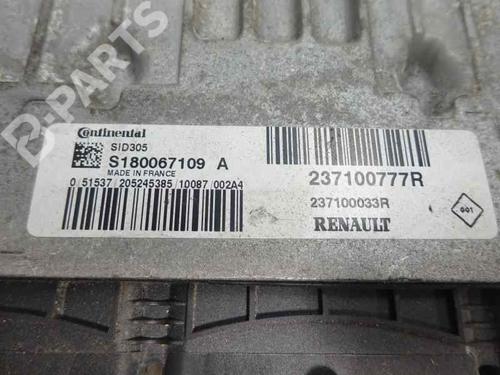 B-PARTS
Continental
SID305
S180067109 A
MADE IN FRANCE
0 51537 205245385 10087 002A4
237100777R
237100033R
RENAULT
001